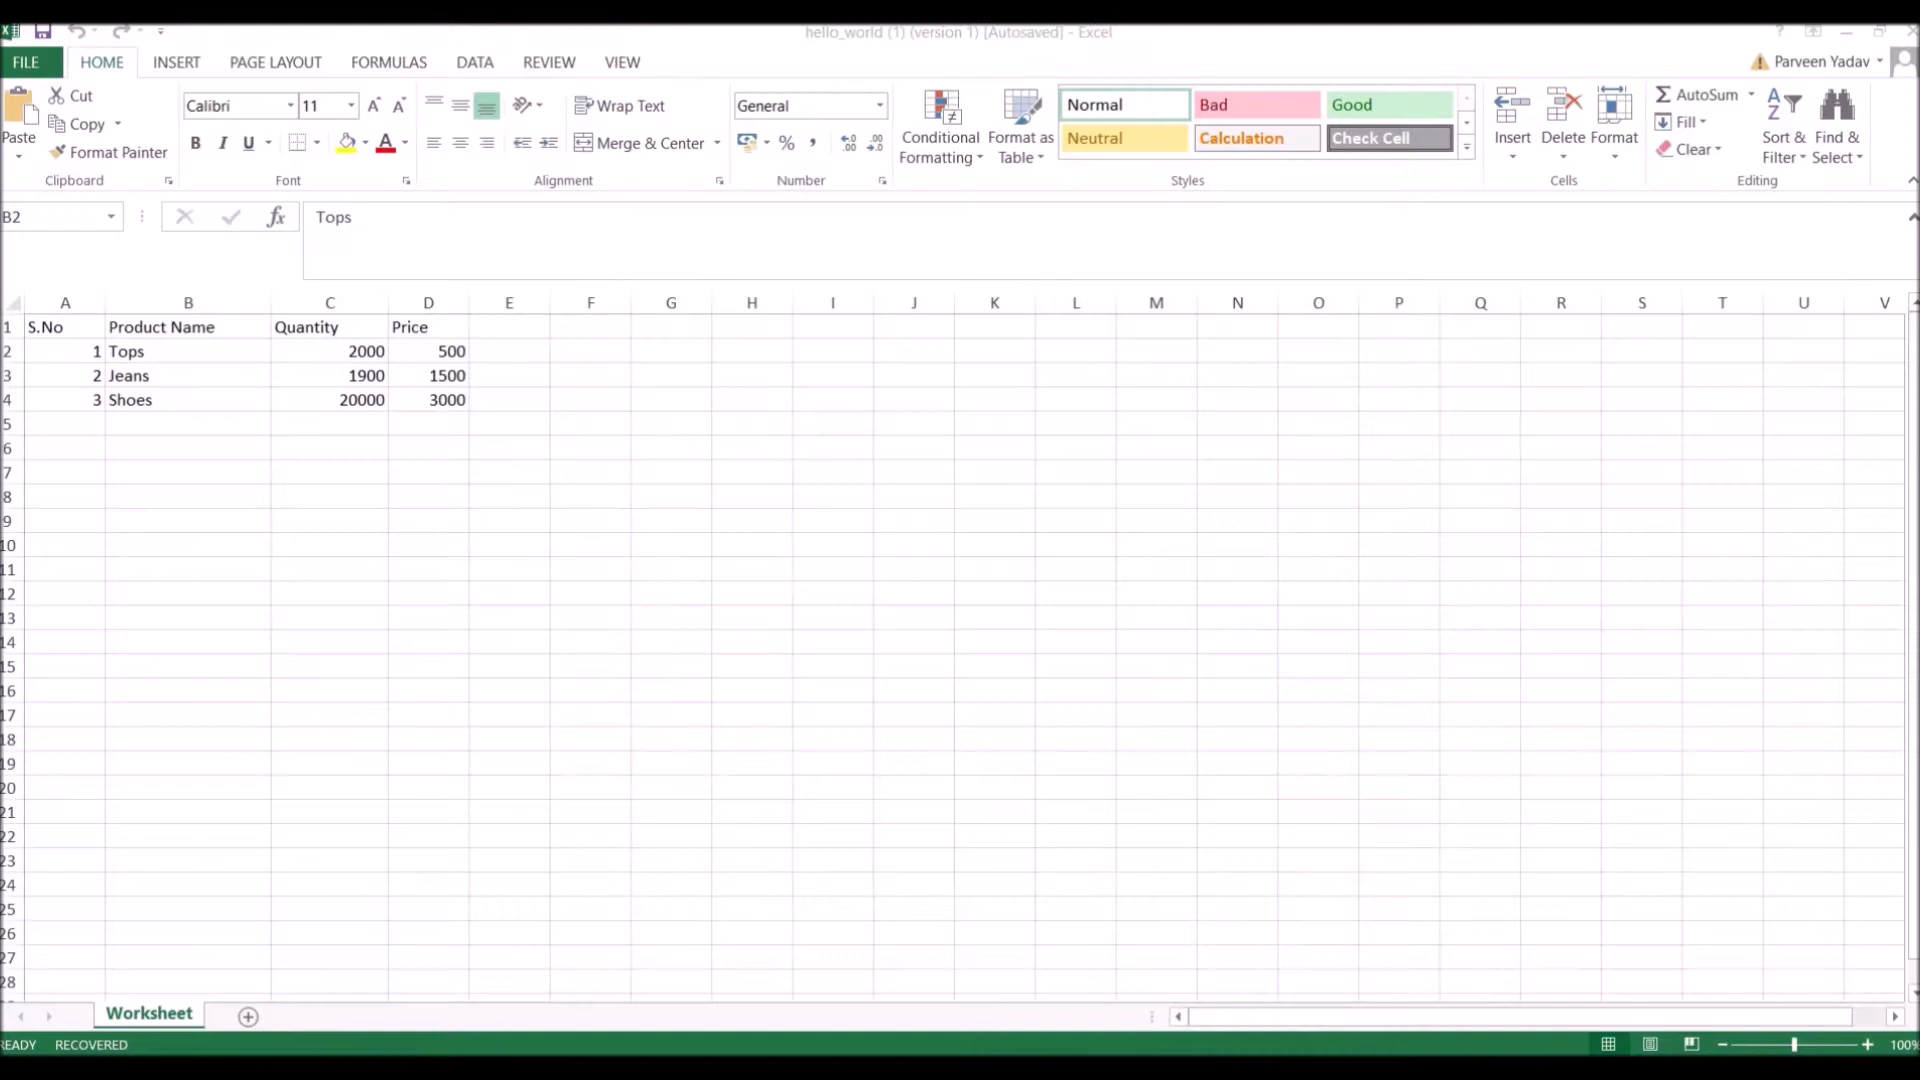 hello_world (1) (version 1) [Autosaved] - Excel
FILE HOME INSERT PAGE LAYOUT FORMULAS DATA REVIEW VIEW Parveen Yadav
Paste Cut Copy Format Painter Clipboard
Calibri 11 B I U A Font
Wrap Text Merge & Center Alignment
General % , Number
Conditional Formatting Format as Table
Normal Bad Good
Neutral Calculation Check Cell
Styles
Insert Delete Format Cells
AutoSum Fill Clear Sort & Filter Find & Select Editing
B2 fx Tops
A B C D E F G H I J K L M N O P Q R S T U V
1 S.No Product Name Quantity Price
2 1 Tops 2000 500
3 2 Jeans 1900 1500
4 3 Shoes 20000 3000
5
6
7
8
9
10
11
12
13
14
15
16
17
18
19
20
21
22
23
24
25
26
27
28
Worksheet
READY RECOVERED 100%